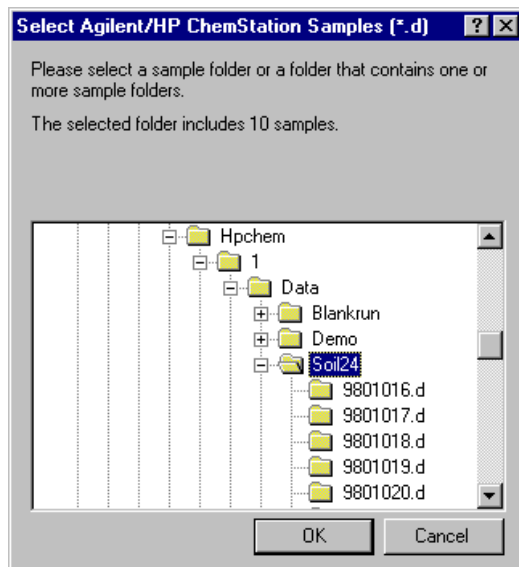 Select Agilent/HP ChemStation Samples (*.d)
Please select a sample folder or a folder that contains one or
more sample folders.
The selected folder includes 10 samples.
Hpchem
1
Data
Blankrun
Demo
Soil24
9801016.d
9801017.d
9801018.d
9801019.d
9801020.d
OK
Cancel